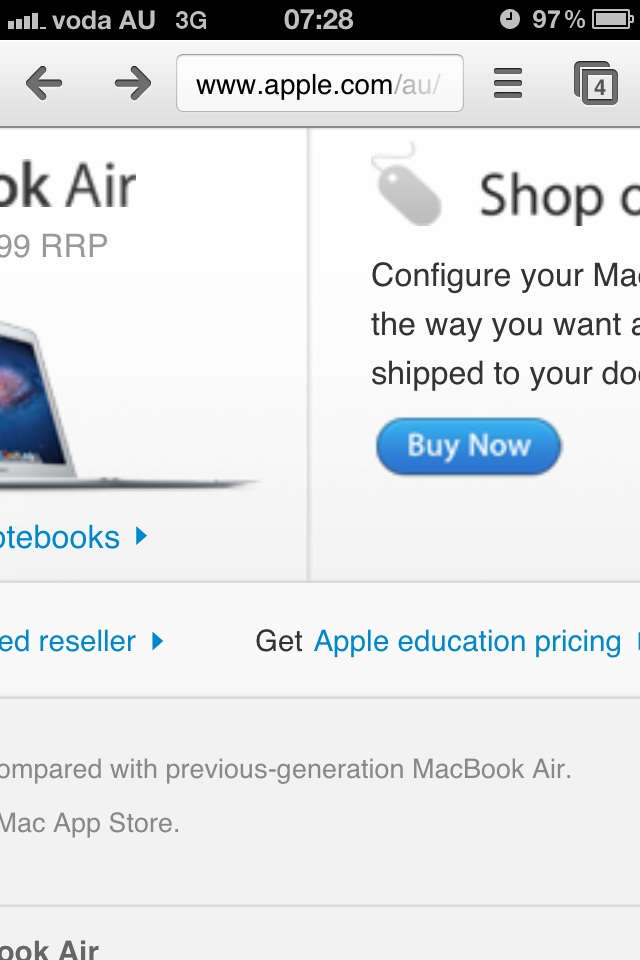 voda AU 3G 07:28 97%
www.apple.com/au/
4
ok Air
99 RRP
Shop o
Configure your Ma
the way you want a
shipped to your do
Buy Now
otebooks
ed reseller
Get Apple education pricing
ompared with previous-generation MacBook Air.
Mac App Store.
ook Air